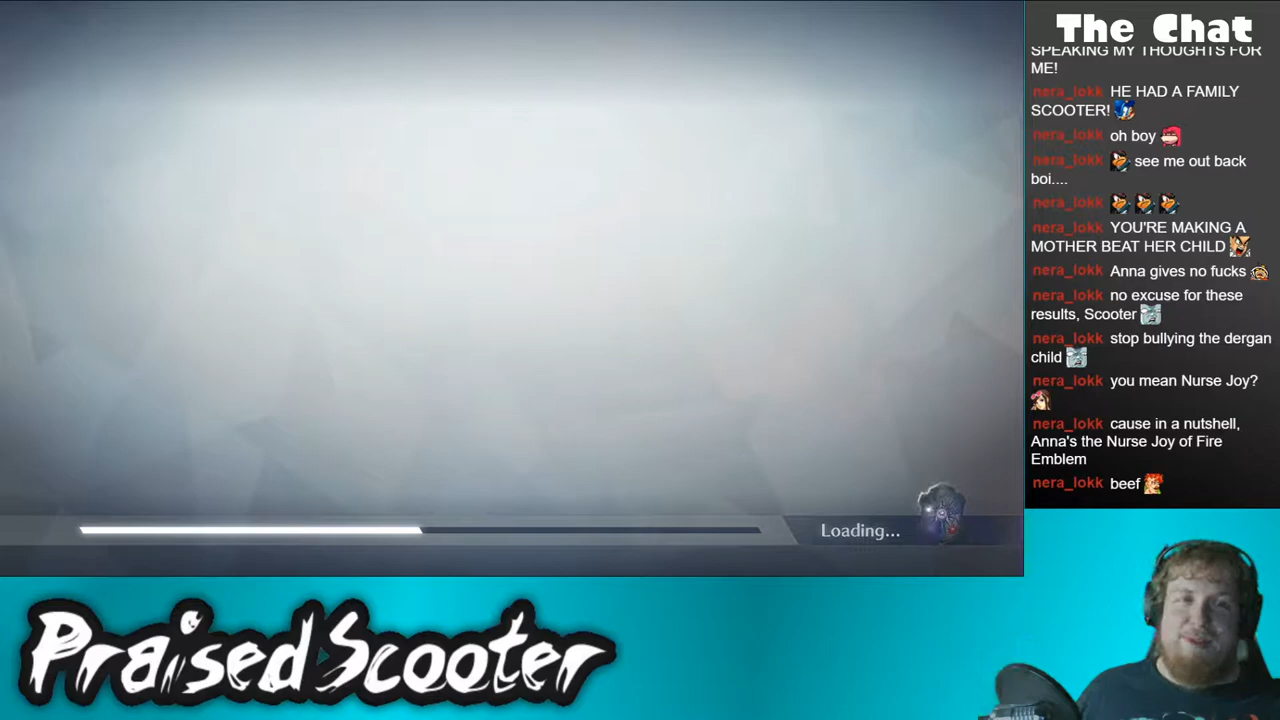 The Chat
SPEAKING MY THOUGHTS FOR
ME!
nera_lokk HE HAD A FAMILY
SCOOTER!
nera_lokk oh boy
nera_lokk see me out back
boi....
nera_lokk
nera_lokk YOU'RE MAKING A
MOTHER BEAT HER CHILD
nera_lokk Anna gives no fucks
nera_lokk no excuse for these
results, Scooter
nera_lokk stop bullying the dergan
child
nera_lokk you mean Nurse Joy?
nera_lokk cause in a nutshell,
Anna's the Nurse Joy of Fire
Emblem
nera_lokk beef
Loading...
PraisedScooter